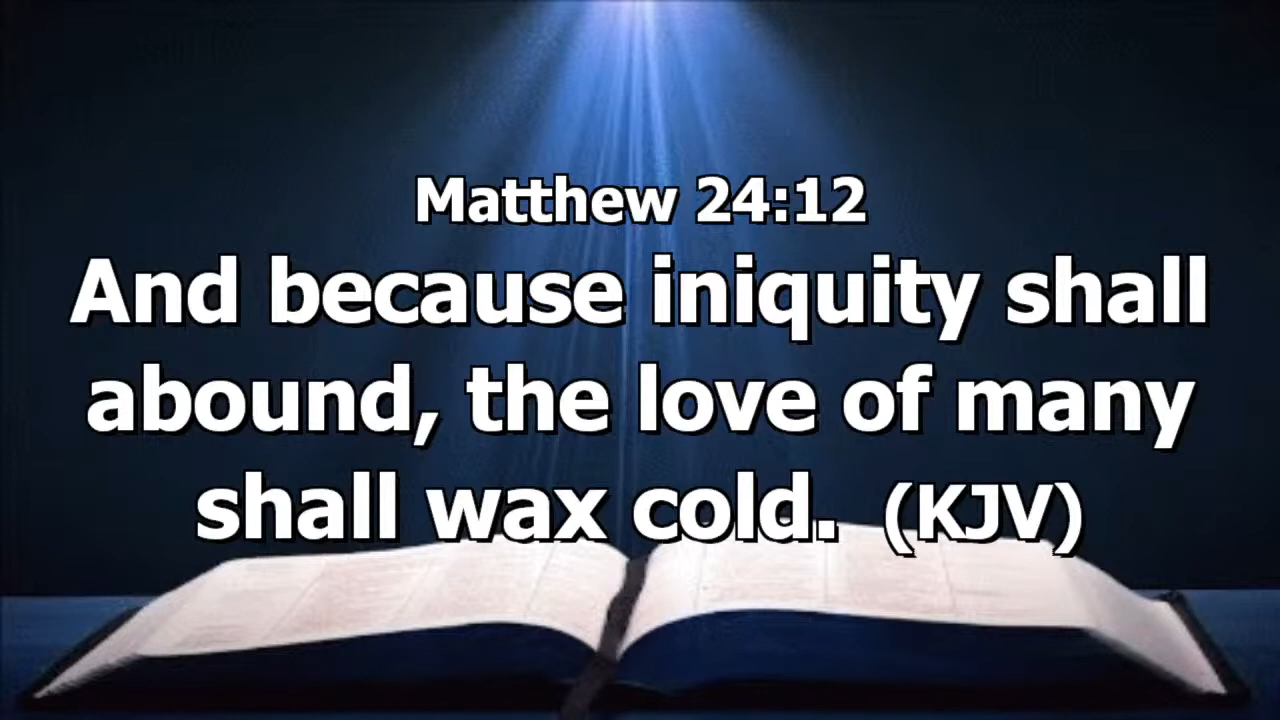 Matthew 24:12
And because iniquity shall
abound, the love of many
shall wax cold. (KJV)